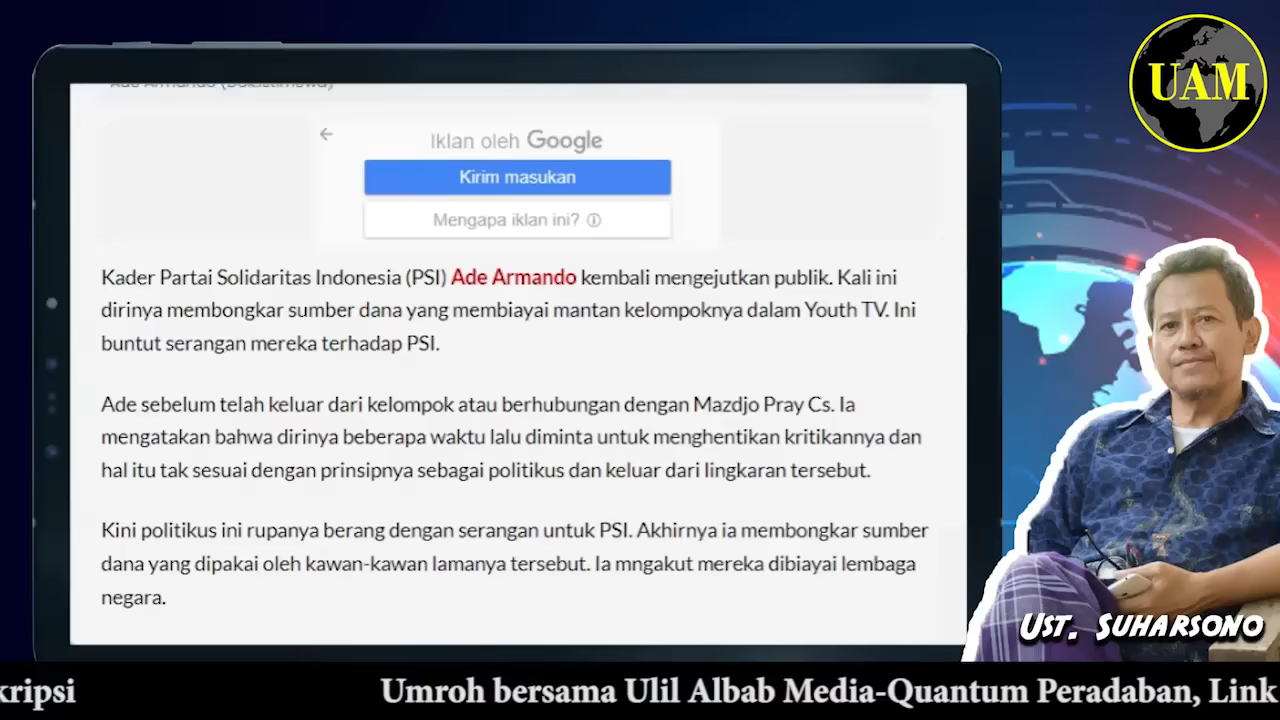 Ade Armando (Dok.Istimewa)
UAM
Iklan oleh Google
Kirim masukan
Mengapa iklan ini?
Kader Partai Solidaritas Indonesia (PSI) Ade Armando kembali mengejutkan publik. Kali ini
dirinya membongkar sumber dana yang membiayai mantan kelompoknya dalam Youth TV. Ini
buntut serangan mereka terhadap PSI.
Ade sebelum telah keluar dari kelompok atau berhubungan dengan Mazdjo Pray Cs. Ia
mengatakan bahwa dirinya beberapa waktu lalu diminta untuk menghentikan kritikannya dan
hal itu tak sesuai dengan prinsipnya sebagai politikus dan keluar dari lingkaran tersebut.
Kini politikus ini rupanya berang dengan serangan untuk PSI. Akhirnya ia membongkar sumber
dana yang dipakai oleh kawan-kawan lamanya tersebut. Ia mngakut mereka dibiayai lembaga
negara.
Ust. Suharsono
kripsi Umroh bersama Ulil Albab Media-Quantum Peradaban, Link